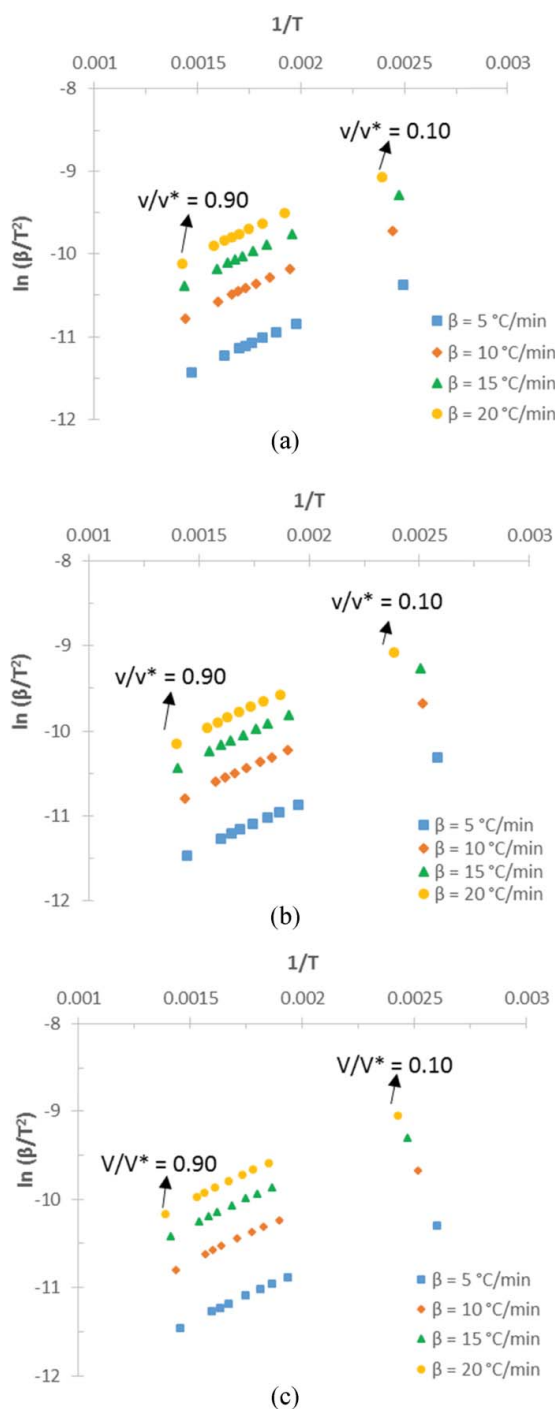 1/T
0.001 0.0015 0.002 0.0025 0.003
-8
v/v* = 0.10
-9
v/v* = 0.90
ln (β/T²)
-10
-11
β = 5 °C/min
β = 10 °C/min
β = 15 °C/min
β = 20 °C/min
-12
(a)
1/T
0.001 0.0015 0.002 0.0025 0.003
-8
v/v* = 0.10
-9
v/v* = 0.90
ln (β/T²)
-10
-11
β = 5 °C/min
β = 10 °C/min
β = 15 °C/min
β = 20 °C/min
-12
(b)
1/T
0.001 0.0015 0.002 0.0025 0.003
-8
V/V* = 0.10
-9
V/V* = 0.90
ln (β/T²)
-10
-11
β = 5 °C/min
β = 10 °C/min
β = 15 °C/min
β = 20 °C/min
-12
(c)